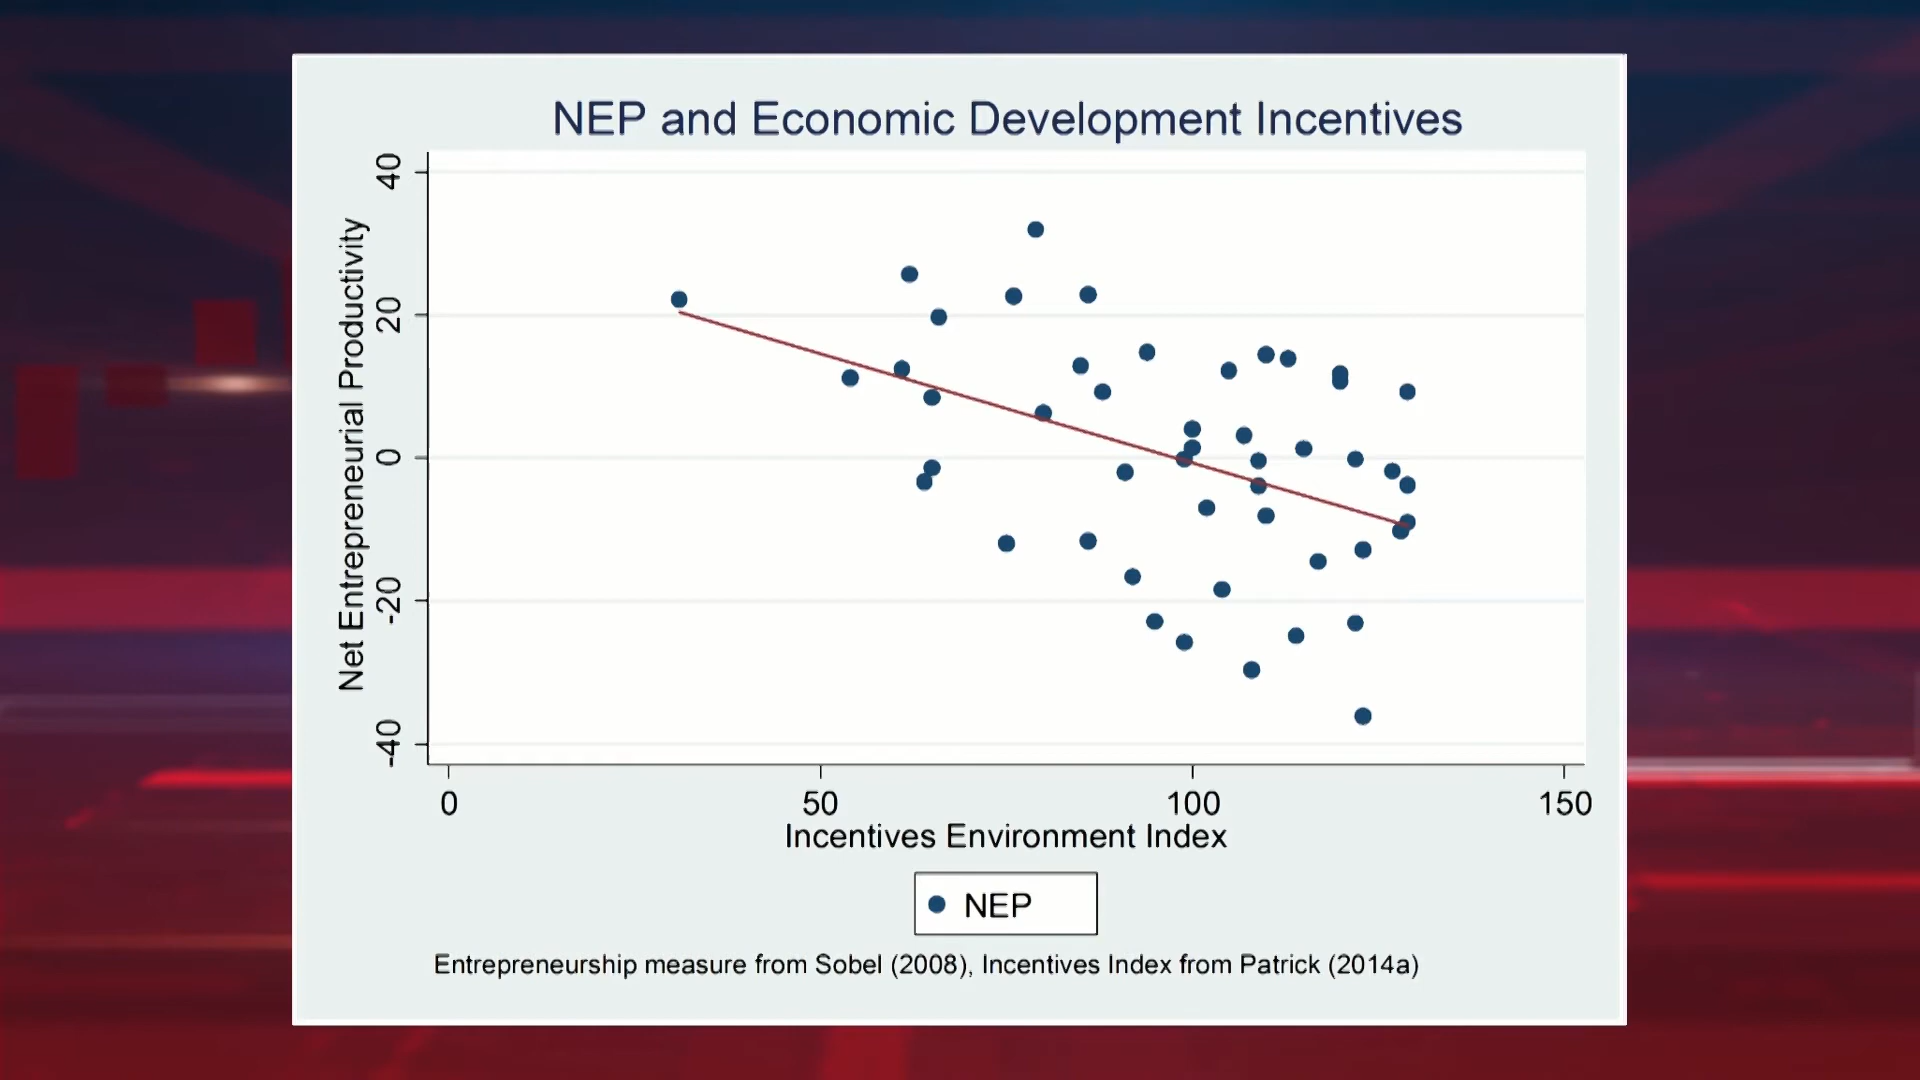 NEP and Economic Development Incentives
Net Entrepreneurial Productivity
40
20
0
-20
-40
0 50 100 150
Incentives Environment Index
NEP
Entrepreneurship measure from Sobel (2008), Incentives Index from Patrick (2014a)